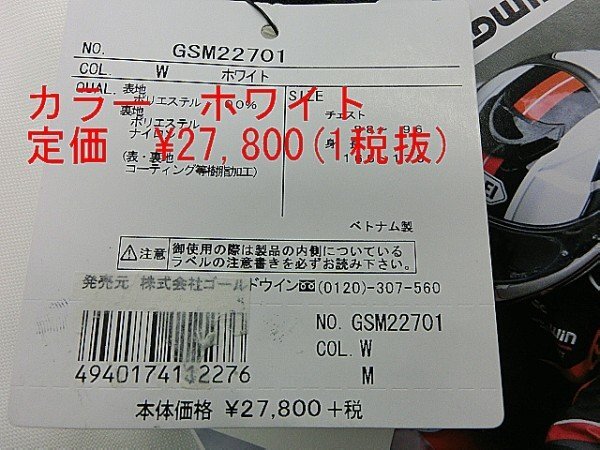 NO. GSM22701
COL. W ホワイト
QUAL. 表地
ポリエステル
裏地
ポリエステル
ナイロン
(表・裏地
コーティング等樹脂加工)
SIZE
チェスト
カラー ホワイト
定価 ¥27,800(1税抜)
ベトナム製
注意 御使用の際は製品の内側についている
ラベルの注意書きを必ずお読み下さい。
発売元 株式会社ゴールドウイン (0120)-307-560
NO. GSM22701
COL. W
M
4940174112276
本体価格 ¥27,800+税